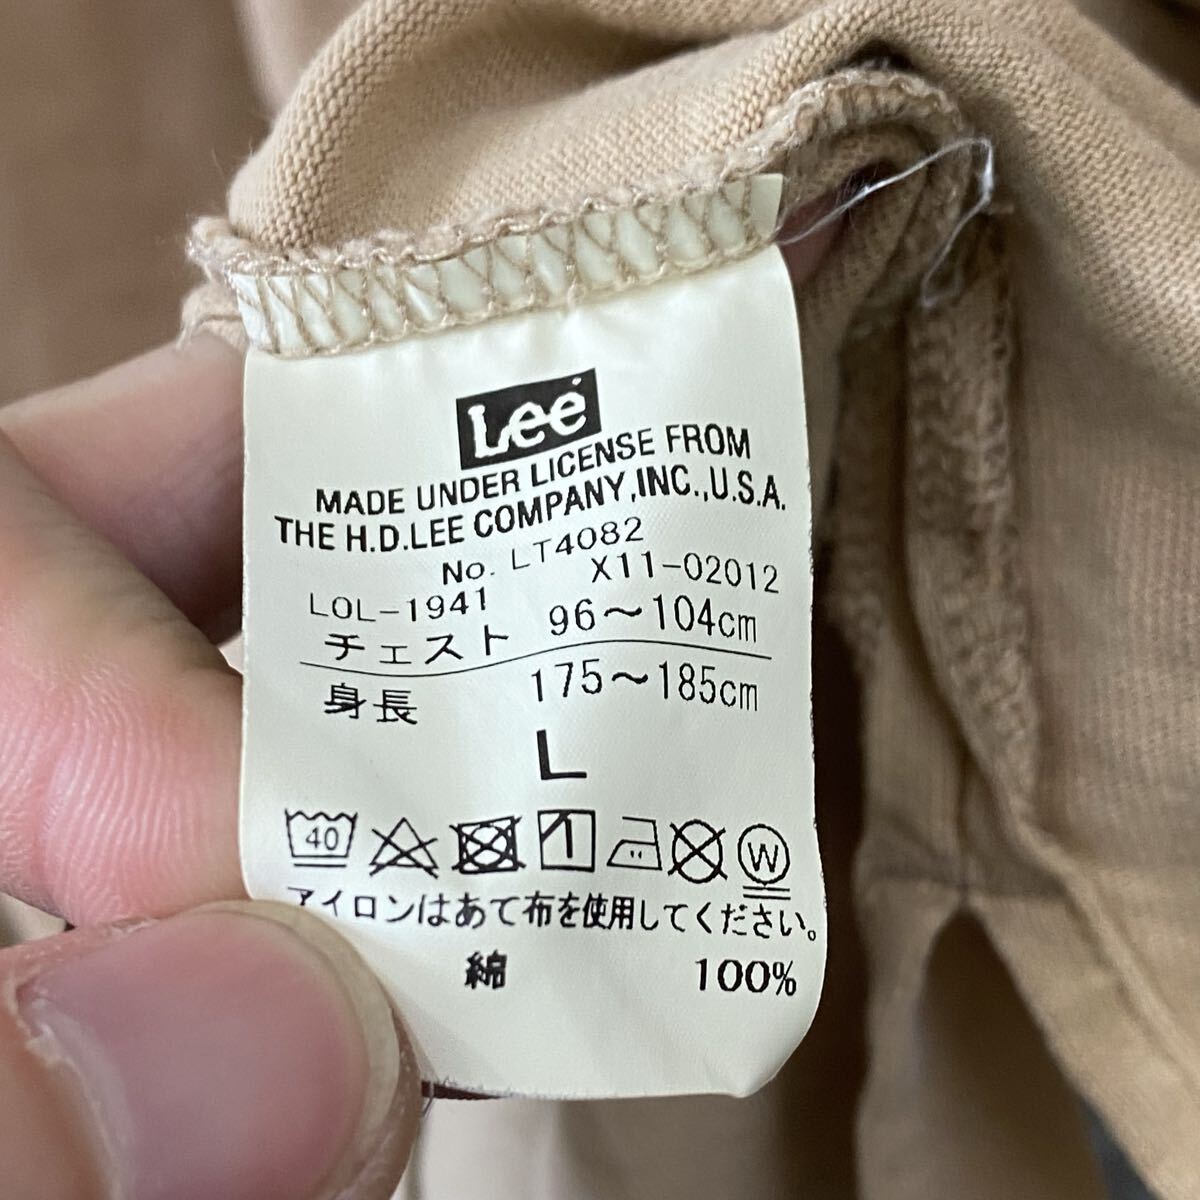 Lee
MADE UNDER LICENSE FROM
THE H.D.LEE COMPANY,INC.,U.S.A.
No. LT4082
LOL-1941 X11-02012
チェスト 96〜104cm
身長 175〜185cm
L
40 W
アイロンはあて布を使用してください。
綿 100%